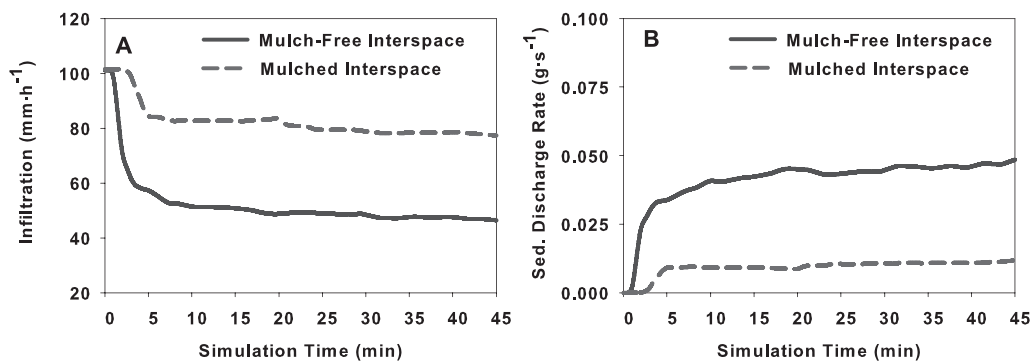 A
Mulch-Free Interspace
Mulched Interspace
Infiltration (mm·h⁻¹)
120
100
80
60
40
20
0 5 10 15 20 25 30 35 40 45
Simulation Time (min)
B
Mulch-Free Interspace
Mulched Interspace
Sed. Discharge Rate (g·s⁻¹)
0.100
0.075
0.050
0.025
0.000
0 5 10 15 20 25 30 35 40 45
Simulation Time (min)